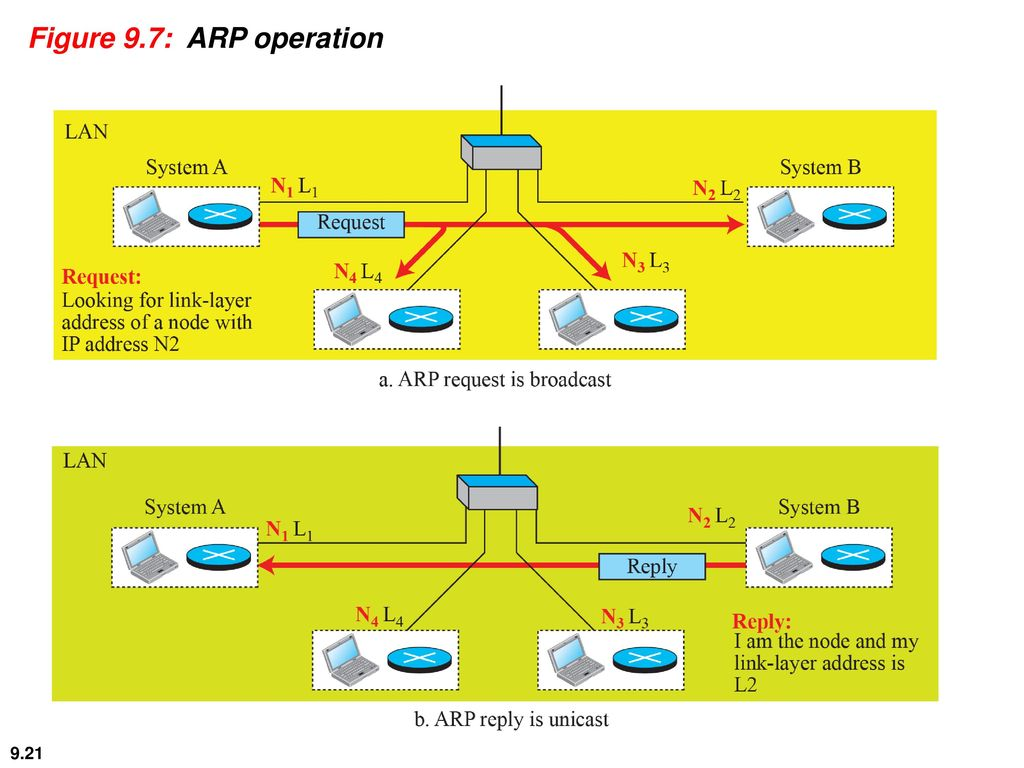 Figure 9.7: ARP operation
LAN
System A
System B
N1 L1
N2 L2
Request
N4 L4
N3 L3
Request:
Looking for link-layer
address of a node with
IP address N2
a. ARP request is broadcast
LAN
System A
System B
N1 L1
N2 L2
Reply
N4 L4
N3 L3
Reply:
I am the node and my
link-layer address is
L2
b. ARP reply is unicast
9.21